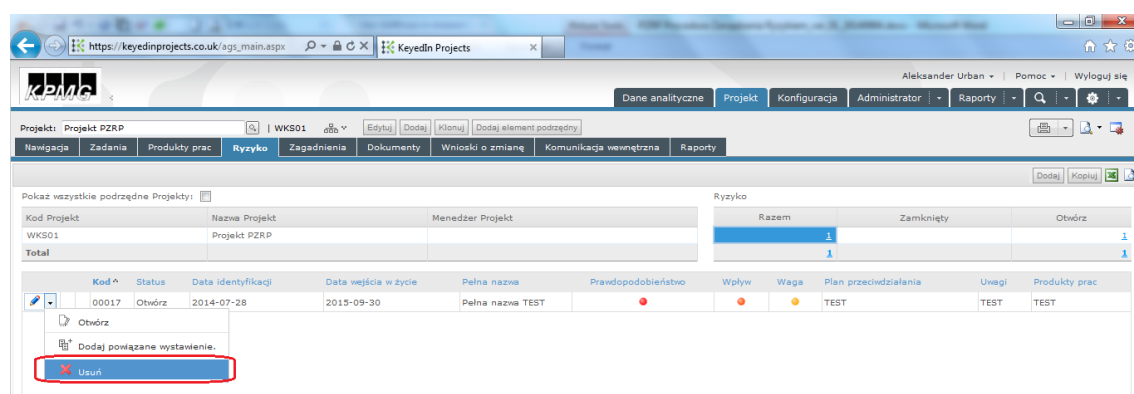 https://keyedinprojects.co.uk/ags_main.aspx KeyedIn Projects
Aleksander Urban | Pomoc | Wyloguj się
KPMG
Dane analityczne Projekt Konfiguracja Administrator Raporty
Projekt: Projekt PZRP | WKS01 Edytuj Dodaj Klonuj Dodaj element podrzędny
Nawigacja Zadania Produkty prac Ryzyko Zagadnienia Dokumenty Wnioski o zmianę Komunikacja wewnętrzna Raporty
Dodaj Kopiuj
Pokaż wszystkie podrzędne Projekty: Ryzyko
Kod Projekt Nazwa Projekt Menedżer Projekt Razem Zamknięty Otwórz
WKS01 Projekt PZRP 1 1
Total 1 1
Kod Status Data identyfikacji Data wejścia w życie Pełna nazwa Prawdopodobieństwo Wpływ Waga Plan przeciwdziałania Uwagi Produkty prac
00017 Otwórz 2014-07-28 2015-09-30 Pełna nazwa TEST TEST TEST TEST
Otwórz
Dodaj powiązane wystawienie.
Usuń